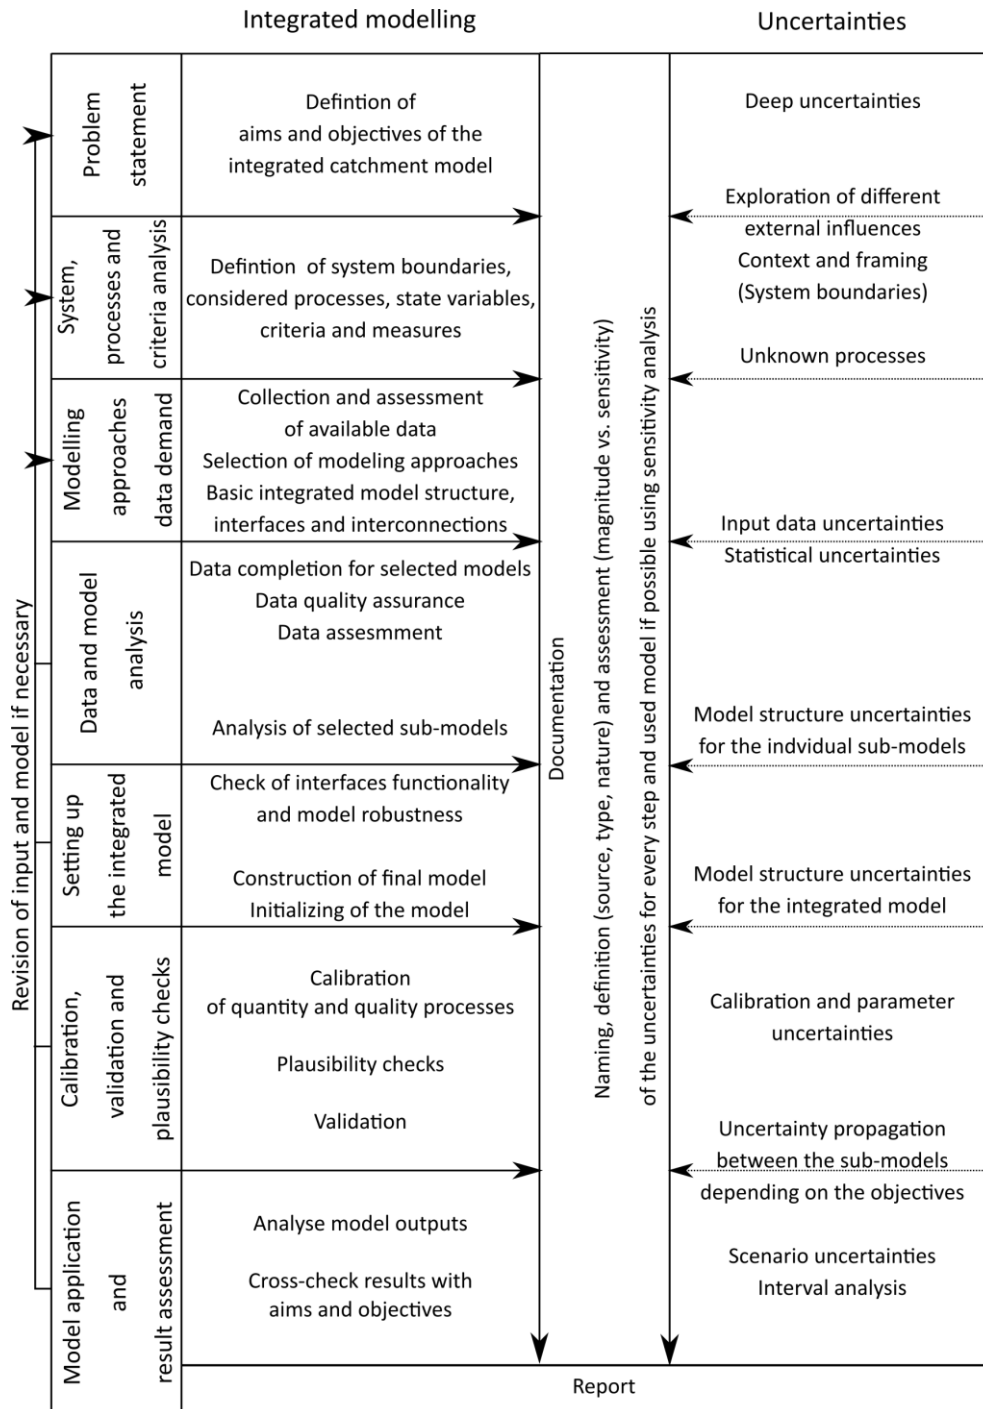 Integrated modelling
Uncertainties
Problem
statement
Defintion of
aims and objectives of the
integrated catchment model
Deep uncertainties
Exploration of different
external influences
Context and framing
(System boundaries)
System,
processes and
criteria analysis
Defintion of system boundaries,
considered processes, state variables,
criteria and measures
Unknown processes
Modelling
approaches
data demand
Collection and assessment
of available data
Selection of modeling approaches
Basic integrated model structure,
interfaces and interconnections
Input data uncertainties
Statistical uncertainties
Data and model
analysis
Data completion for selected models
Data quality assurance
Data assesmment
Analysis of selected sub-models
Model structure uncertainties
for the indvidual sub-models
Setting up
the integrated
model
Check of interfaces functionality
and model robustness
Construction of final model
Initializing of the model
Model structure uncertainties
for the integrated model
Calibration,
validation and
plausibility checks
Calibration
of quantity and quality processes
Plausibility checks
Validation
Calibration and parameter
uncertainties
Uncertainty propagation
between the sub-models
depending on the objectives
Model application
and
result assessment
Analyse model outputs
Cross-check results with
aims and objectives
Scenario uncertainties
Interval analysis
Revision of input and model if necessary
Documentation
Naming, definition (source, type, nature) and assessment (magnitude vs. sensitivity)
of the uncertainties for every step and used model if possible using sensitivity analysis
Report